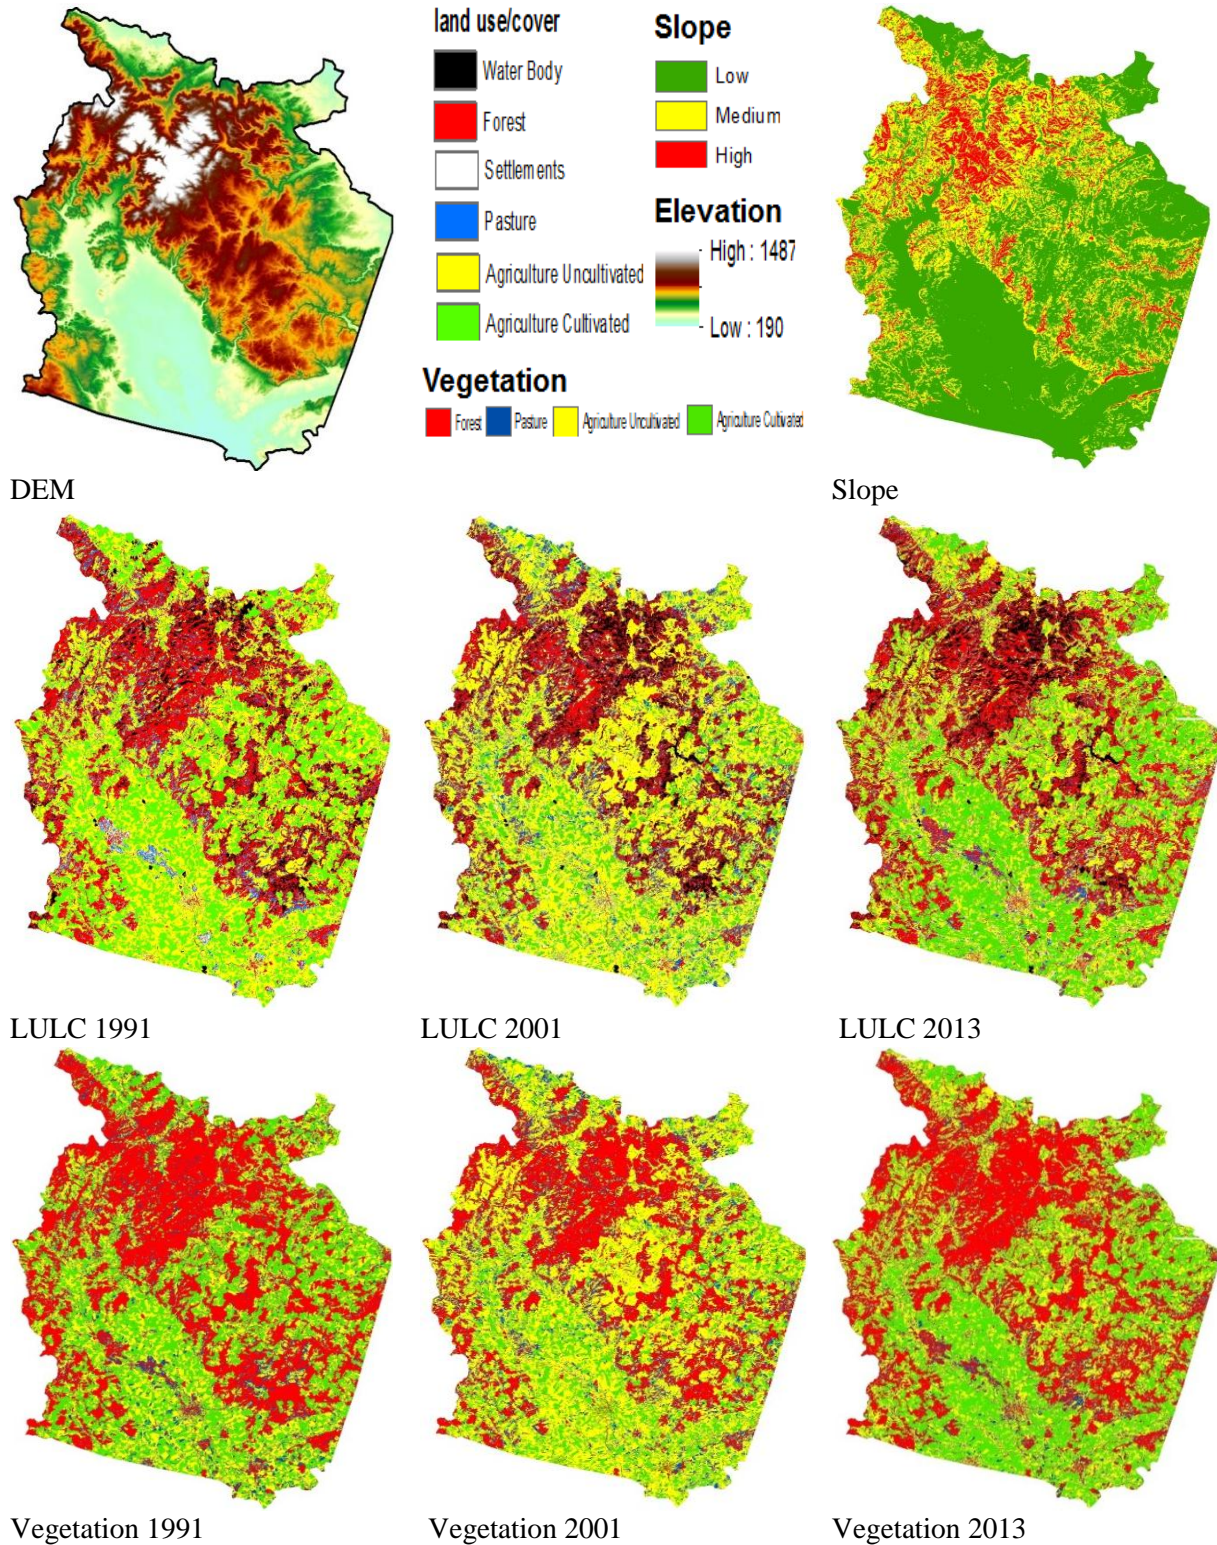 land use/cover
Water Body
Forest
Settlements
Pasture
Agriculture Uncultivated
Agriculture Cultivated
Slope
Low
Medium
High
Elevation
High : 1487
Low : 190
Vegetation
Forest Pasture Agriculture Uncultivated Agriculture Cultivated
DEM
Slope
LULC 1991
LULC 2001
LULC 2013
Vegetation 1991
Vegetation 2001
Vegetation 2013